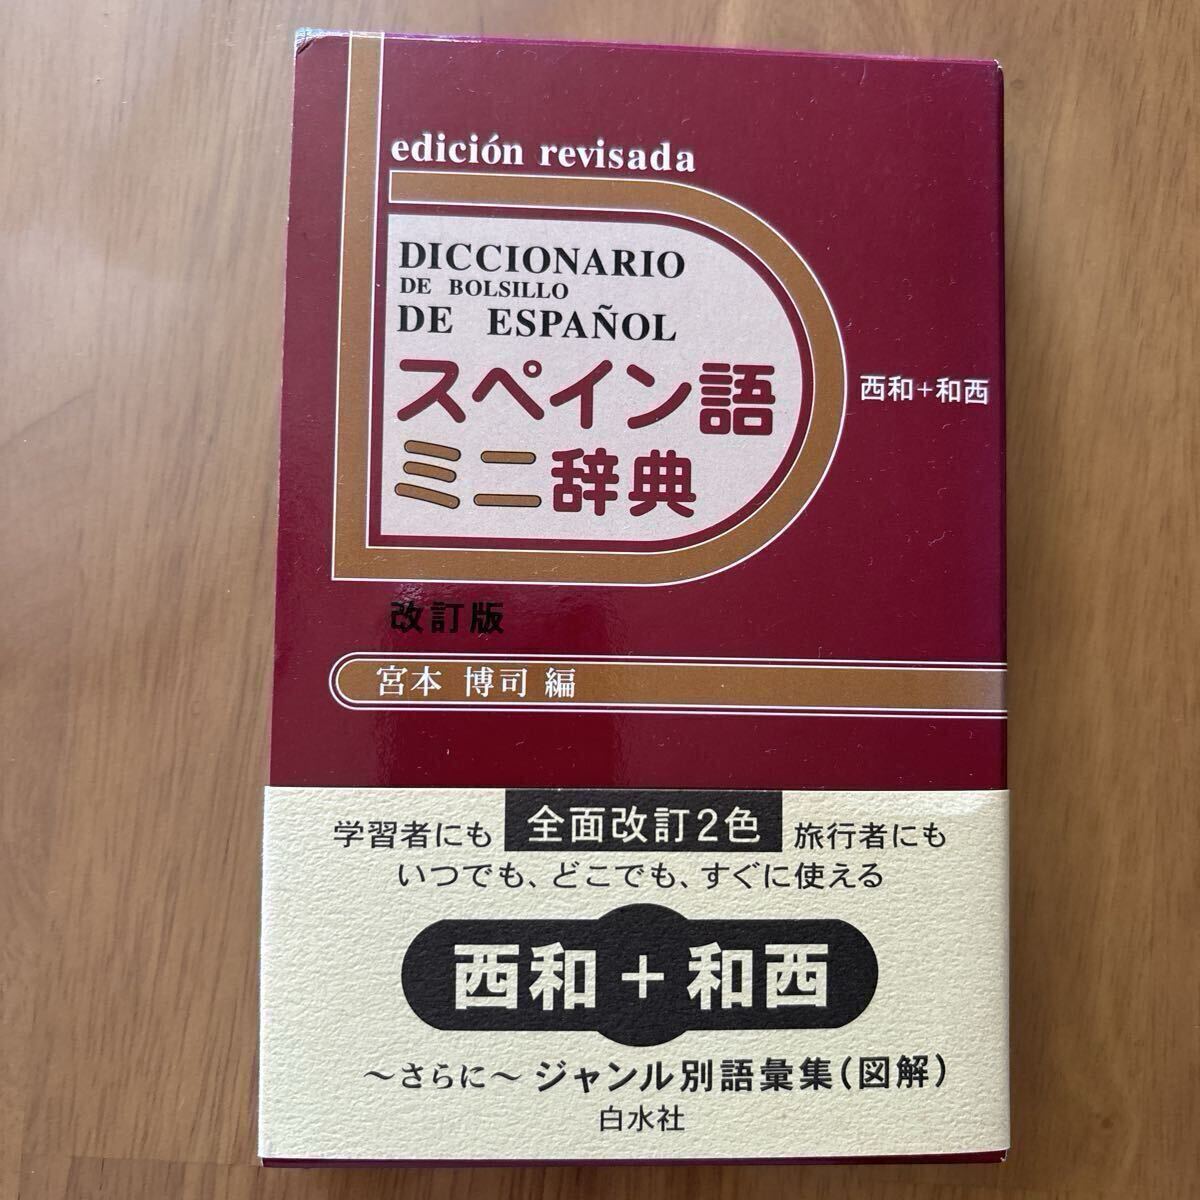 edición revisada
DICCIONARIO
DE BOLSILLO
DE ESPAÑOL
スペイン語
ミニ辞典
西和+和西
改訂版
宮本 博司 編
学習者にも 全面改訂2色 旅行者にも
いつでも、どこでも、すぐに使える
西和+和西
～さらに～ ジャンル別語彙集(図解)
白水社